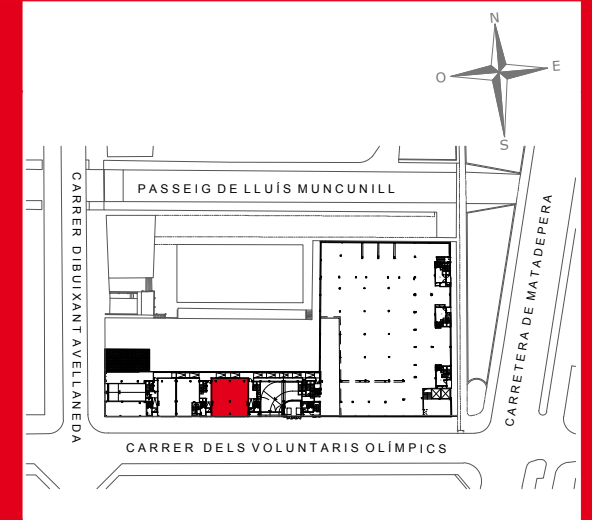 N
O E
S
PASSEIG DE LLUÍS MUNCUNILL
CARRER DIBUIXANT AVELLANEDA
CARRETERA DE MATADEPERA
CARRER DELS VOLUNTARIS OLÍMPICS